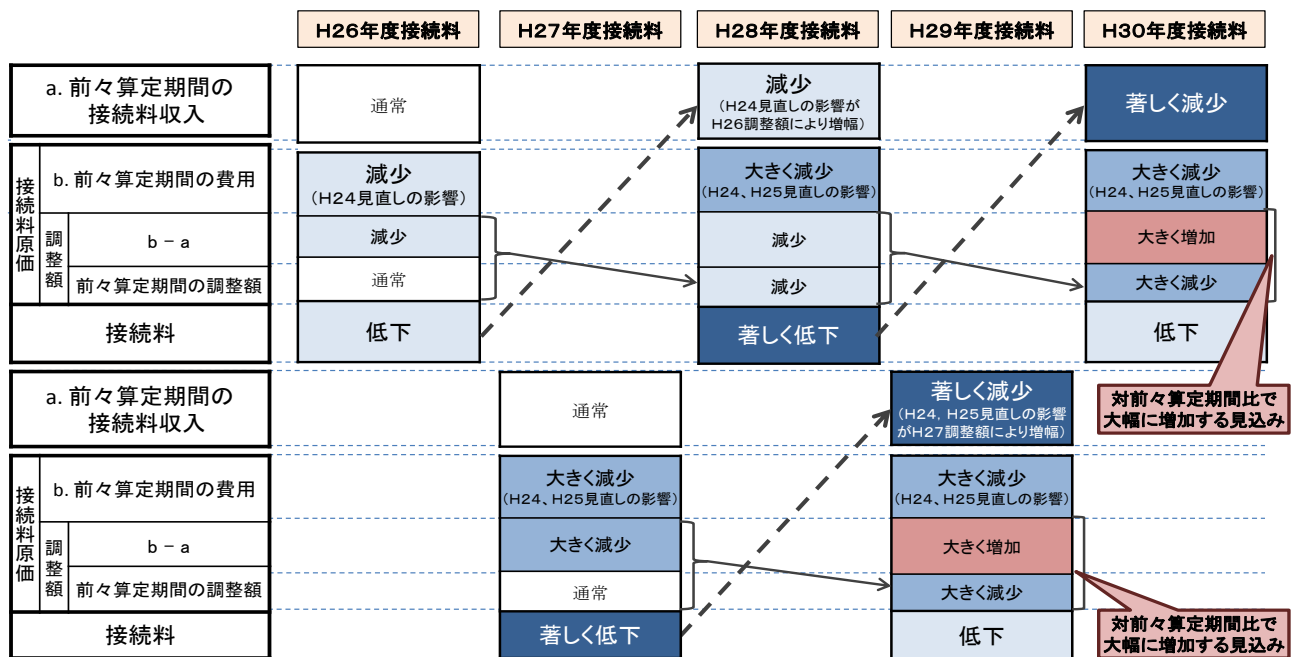 H26年度接続料
H27年度接続料
H28年度接続料
H29年度接続料
H30年度接続料
a. 前々算定期間の
接続料収入
通常
減少
(H24見直しの影響が
H26調整額により増幅)
著しく減少
接続料原価
b. 前々算定期間の費用
減少
(H24見直しの影響)
大きく減少
(H24、H25見直しの影響)
大きく減少
(H24、H25見直しの影響)
調整額
b − a
減少
減少
大きく増加
前々算定期間の調整額
通常
減少
大きく減少
接続料
低下
著しく低下
低下
対前々算定期間比で
大幅に増加する見込み
a. 前々算定期間の
接続料収入
通常
著しく減少
(H24, H25見直しの影響
がH27調整額により増幅)
接続料原価
b. 前々算定期間の費用
大きく減少
(H24、H25見直しの影響)
大きく減少
(H24、H25見直しの影響)
調整額
b − a
大きく減少
大きく増加
前々算定期間の調整額
通常
大きく減少
接続料
著しく低下
低下
対前々算定期間比で
大幅に増加する見込み